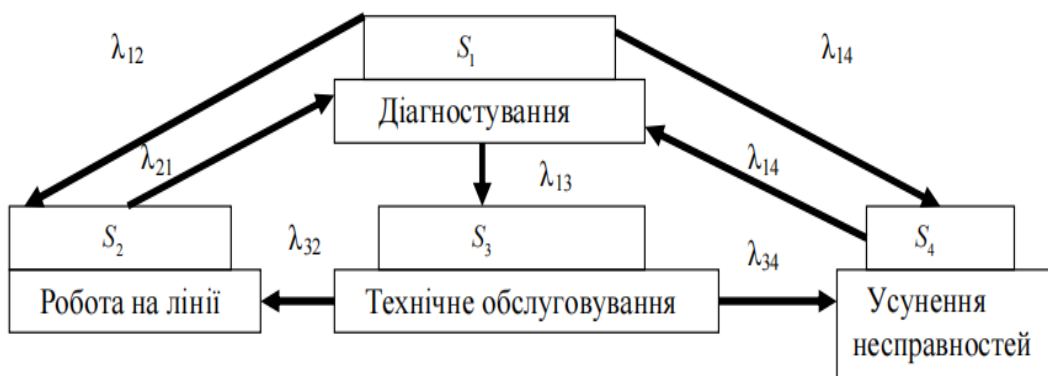 λ₁₂
S₁
λ₁₄
Діагностування
λ₂₁
λ₁₃
λ₁₄
S₂
λ₃₂
S₃
λ₃₄
S₄
Робота на лінії
Технічне обслуговування
Усунення
несправностей